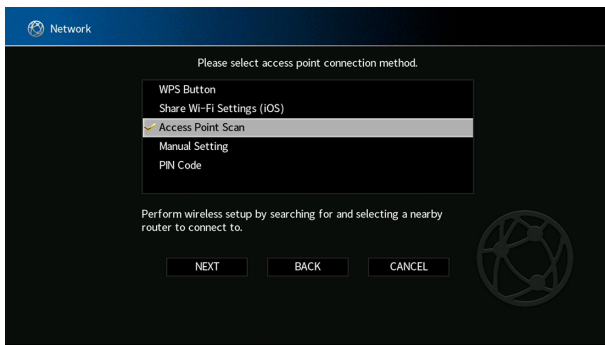 Network
Please select access point connection method.
WPS Button
Share Wi-Fi Settings (iOS)
Access Point Scan
Manual Setting
PIN Code
Perform wireless setup by searching for and selecting a nearby
router to connect to.
NEXT BACK CANCEL